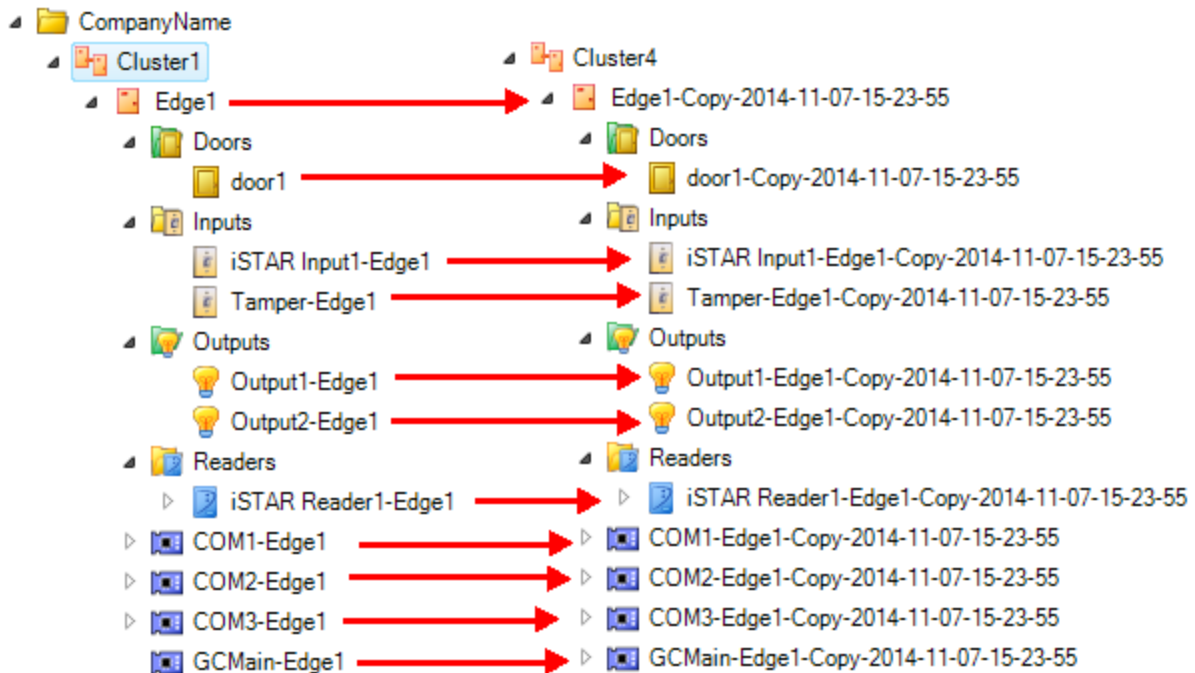 CompanyName
Cluster1
Edge1
Doors
door1
Inputs
iSTAR Input1-Edge1
Tamper-Edge1
Outputs
Output1-Edge1
Output2-Edge1
Readers
iSTAR Reader1-Edge1
COM1-Edge1
COM2-Edge1
COM3-Edge1
GCMain-Edge1
Cluster4
Edge1-Copy-2014-11-07-15-23-55
Doors
door1-Copy-2014-11-07-15-23-55
Inputs
iSTAR Input1-Edge1-Copy-2014-11-07-15-23-55
Tamper-Edge1-Copy-2014-11-07-15-23-55
Outputs
Output1-Edge1-Copy-2014-11-07-15-23-55
Output2-Edge1-Copy-2014-11-07-15-23-55
Readers
iSTAR Reader1-Edge1-Copy-2014-11-07-15-23-55
COM1-Edge1-Copy-2014-11-07-15-23-55
COM2-Edge1-Copy-2014-11-07-15-23-55
COM3-Edge1-Copy-2014-11-07-15-23-55
GCMain-Edge1-Copy-2014-11-07-15-23-55